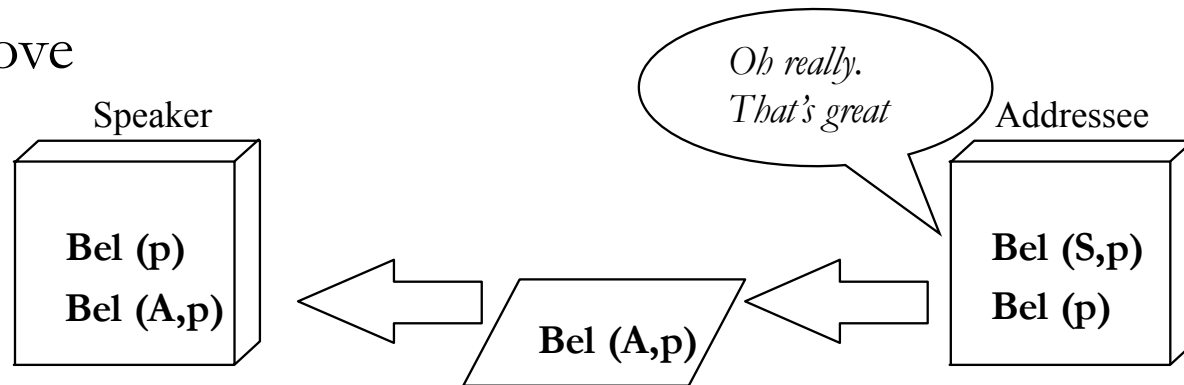 ove
Oh really.
That's great
Speaker
Addressee
Bel (p)
Bel (A,p)
Bel (A,p)
Bel (S,p)
Bel (p)